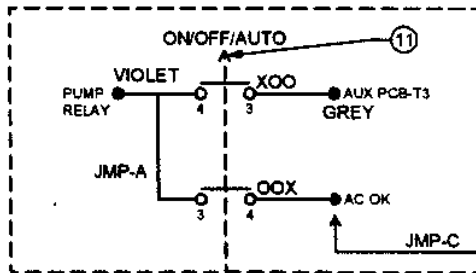 ON/OFF/AUTO
11
VIOLET
XOO
PUMP
RELAY
AUX PCB-T3
GREY
4
3
JMP-A
OOX
3
4
AC OK
JMP-C